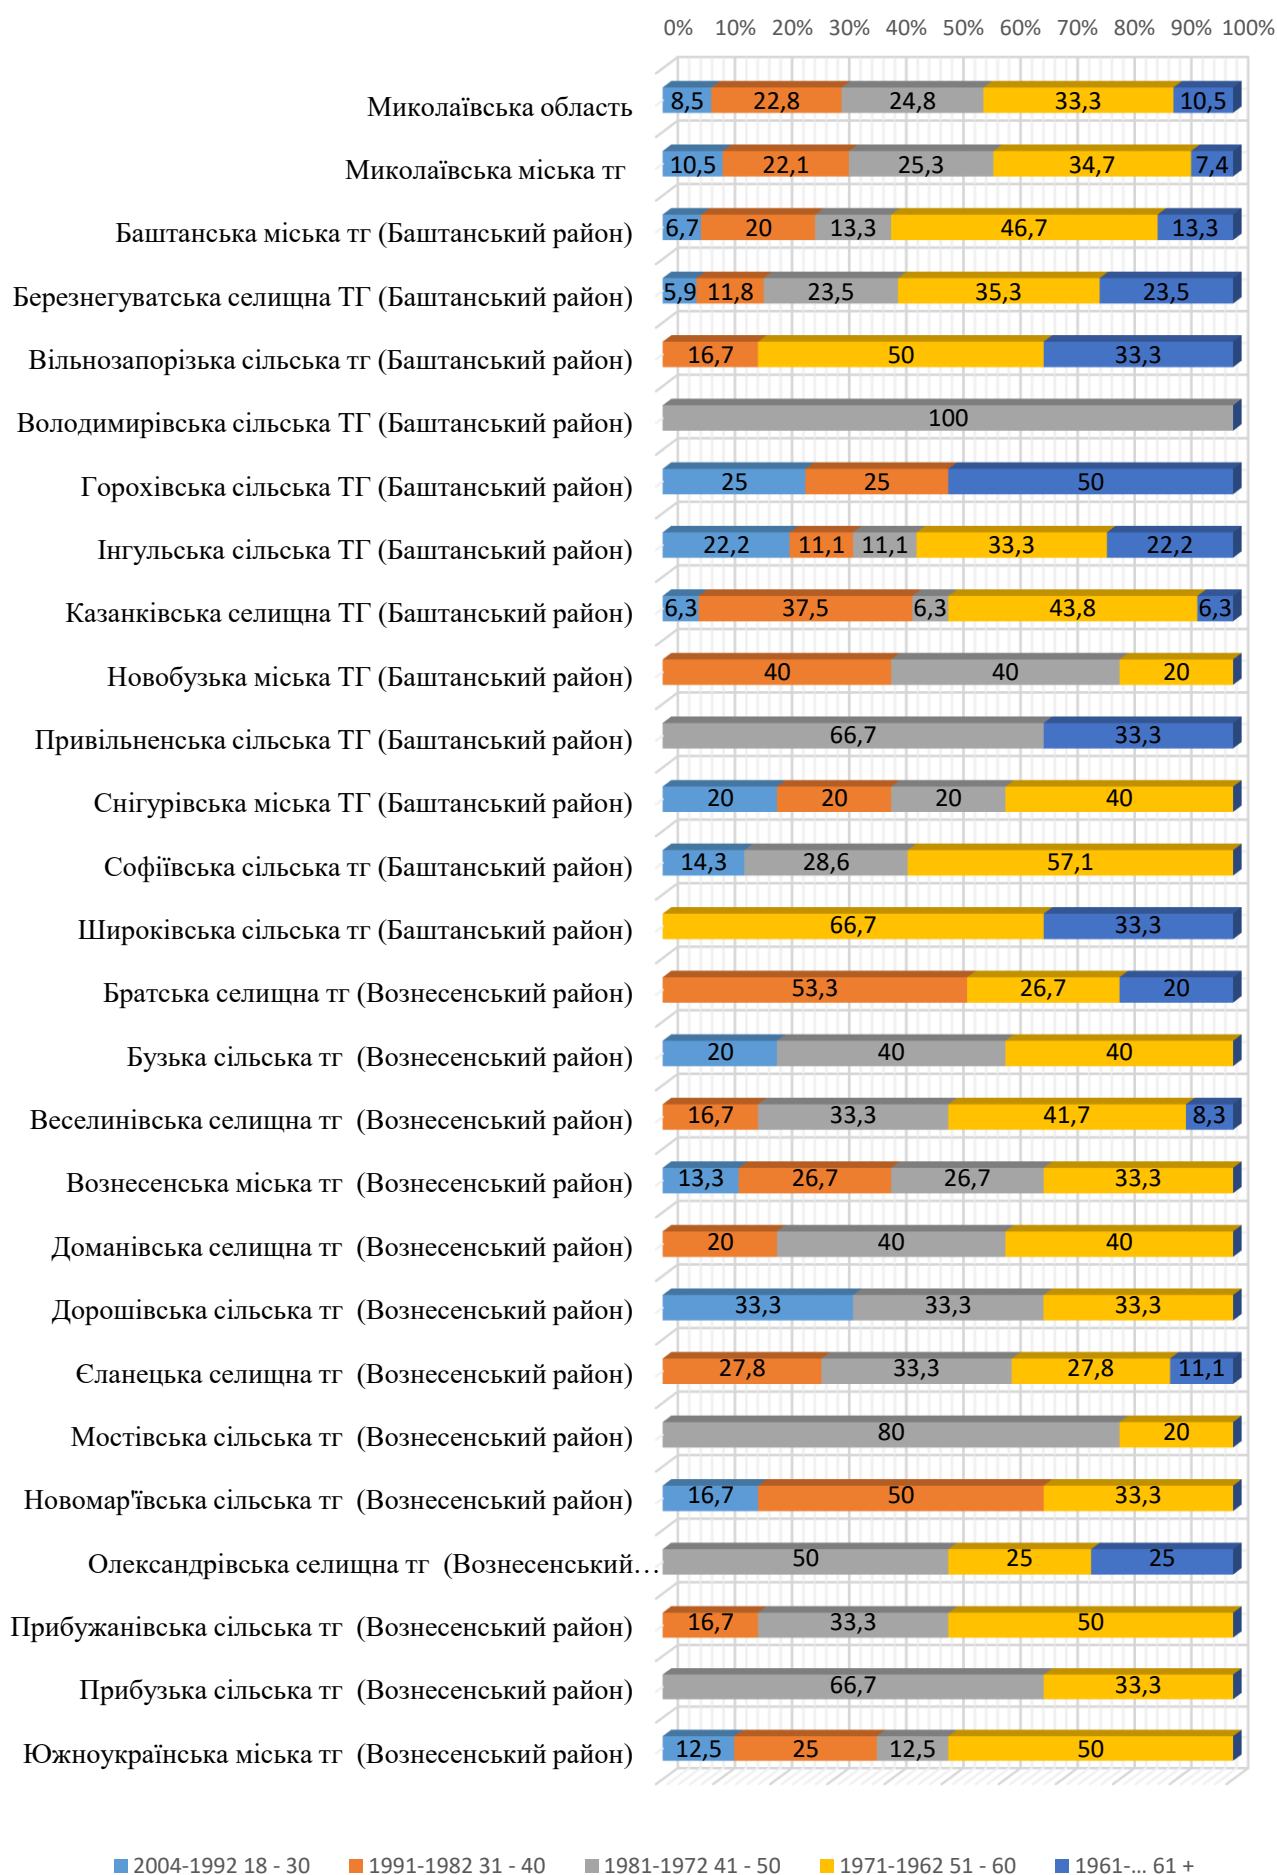 0% 10% 20% 30% 40% 50% 60% 70% 80% 90% 100%
Миколаївська область 8,5 22,8 24,8 33,3 10,5
Миколаївська міська тг 10,5 22,1 25,3 34,7 7,4
Баштанська міська тг (Баштанський район) 6,7 20 13,3 46,7 13,3
Березнегуватська селищна ТГ (Баштанський район) 5,9 11,8 23,5 35,3 23,5
Вільнозапорізька сільська тг (Баштанський район) 16,7 50 33,3
Володимирівська сільська ТГ (Баштанський район) 100
Горохівська сільська ТГ (Баштанський район) 25 25 50
Інгульська сільська ТГ (Баштанський район) 22,2 11,1 11,1 33,3 22,2
Казанківська селищна ТГ (Баштанський район) 6,3 37,5 6,3 43,8 6,3
Новобузька міська ТГ (Баштанський район) 40 40 20
Привільненська сільська ТГ (Баштанський район) 66,7 33,3
Снігурівська міська ТГ (Баштанський район) 20 20 20 40
Софіївська сільська тг (Баштанський район) 14,3 28,6 57,1
Широківська сільська тг (Баштанський район) 66,7 33,3
Братська селищна тг (Вознесенський район) 53,3 26,7 20
Бузька сільська тг (Вознесенський район) 20 40 40
Веселинівська селищна тг (Вознесенський район) 16,7 33,3 41,7 8,3
Вознесенська міська тг (Вознесенський район) 13,3 26,7 26,7 33,3
Доманівська селищна тг (Вознесенський район) 20 40 40
Дорошівська сільська тг (Вознесенський район) 33,3 33,3 33,3
Єланецька селищна тг (Вознесенський район) 27,8 33,3 27,8 11,1
Мостівська сільська тг (Вознесенський район) 80 20
Новомар'ївська сільська тг (Вознесенський район) 16,7 50 33,3
Олександрівська селищна тг (Вознесенський… 50 25 25
Прибужанівська сільська тг (Вознесенський район) 16,7 33,3 50
Прибузька сільська тг (Вознесенський район) 66,7 33,3
Южноукраїнська міська тг (Вознесенський район) 12,5 25 12,5 50
2004-1992 18 - 30 1991-1982 31 - 40 1981-1972 41 - 50 1971-1962 51 - 60 1961-... 61 +